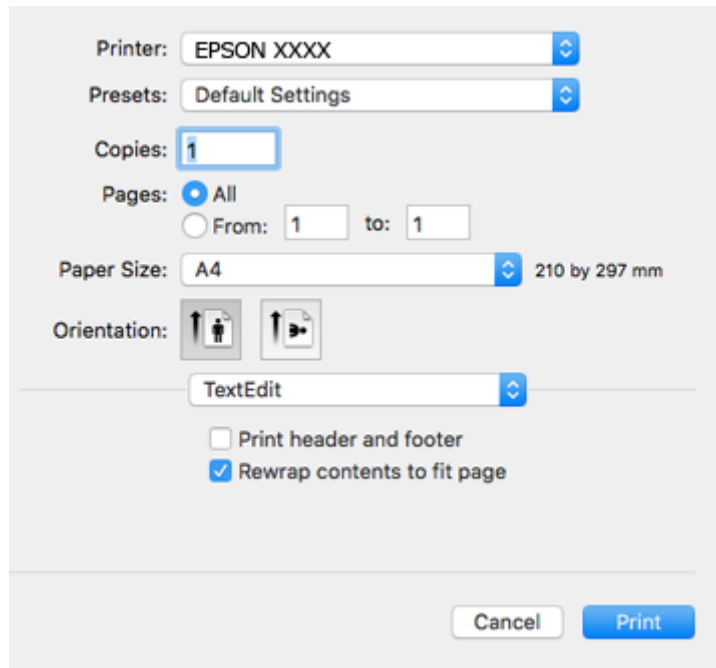 Printer: EPSON XXXX
Presets: Default Settings
Copies: 1
Pages: All
From: 1 to: 1
Paper Size: A4 210 by 297 mm
Orientation:
TextEdit
Print header and footer
Rewrap contents to fit page
Cancel Print